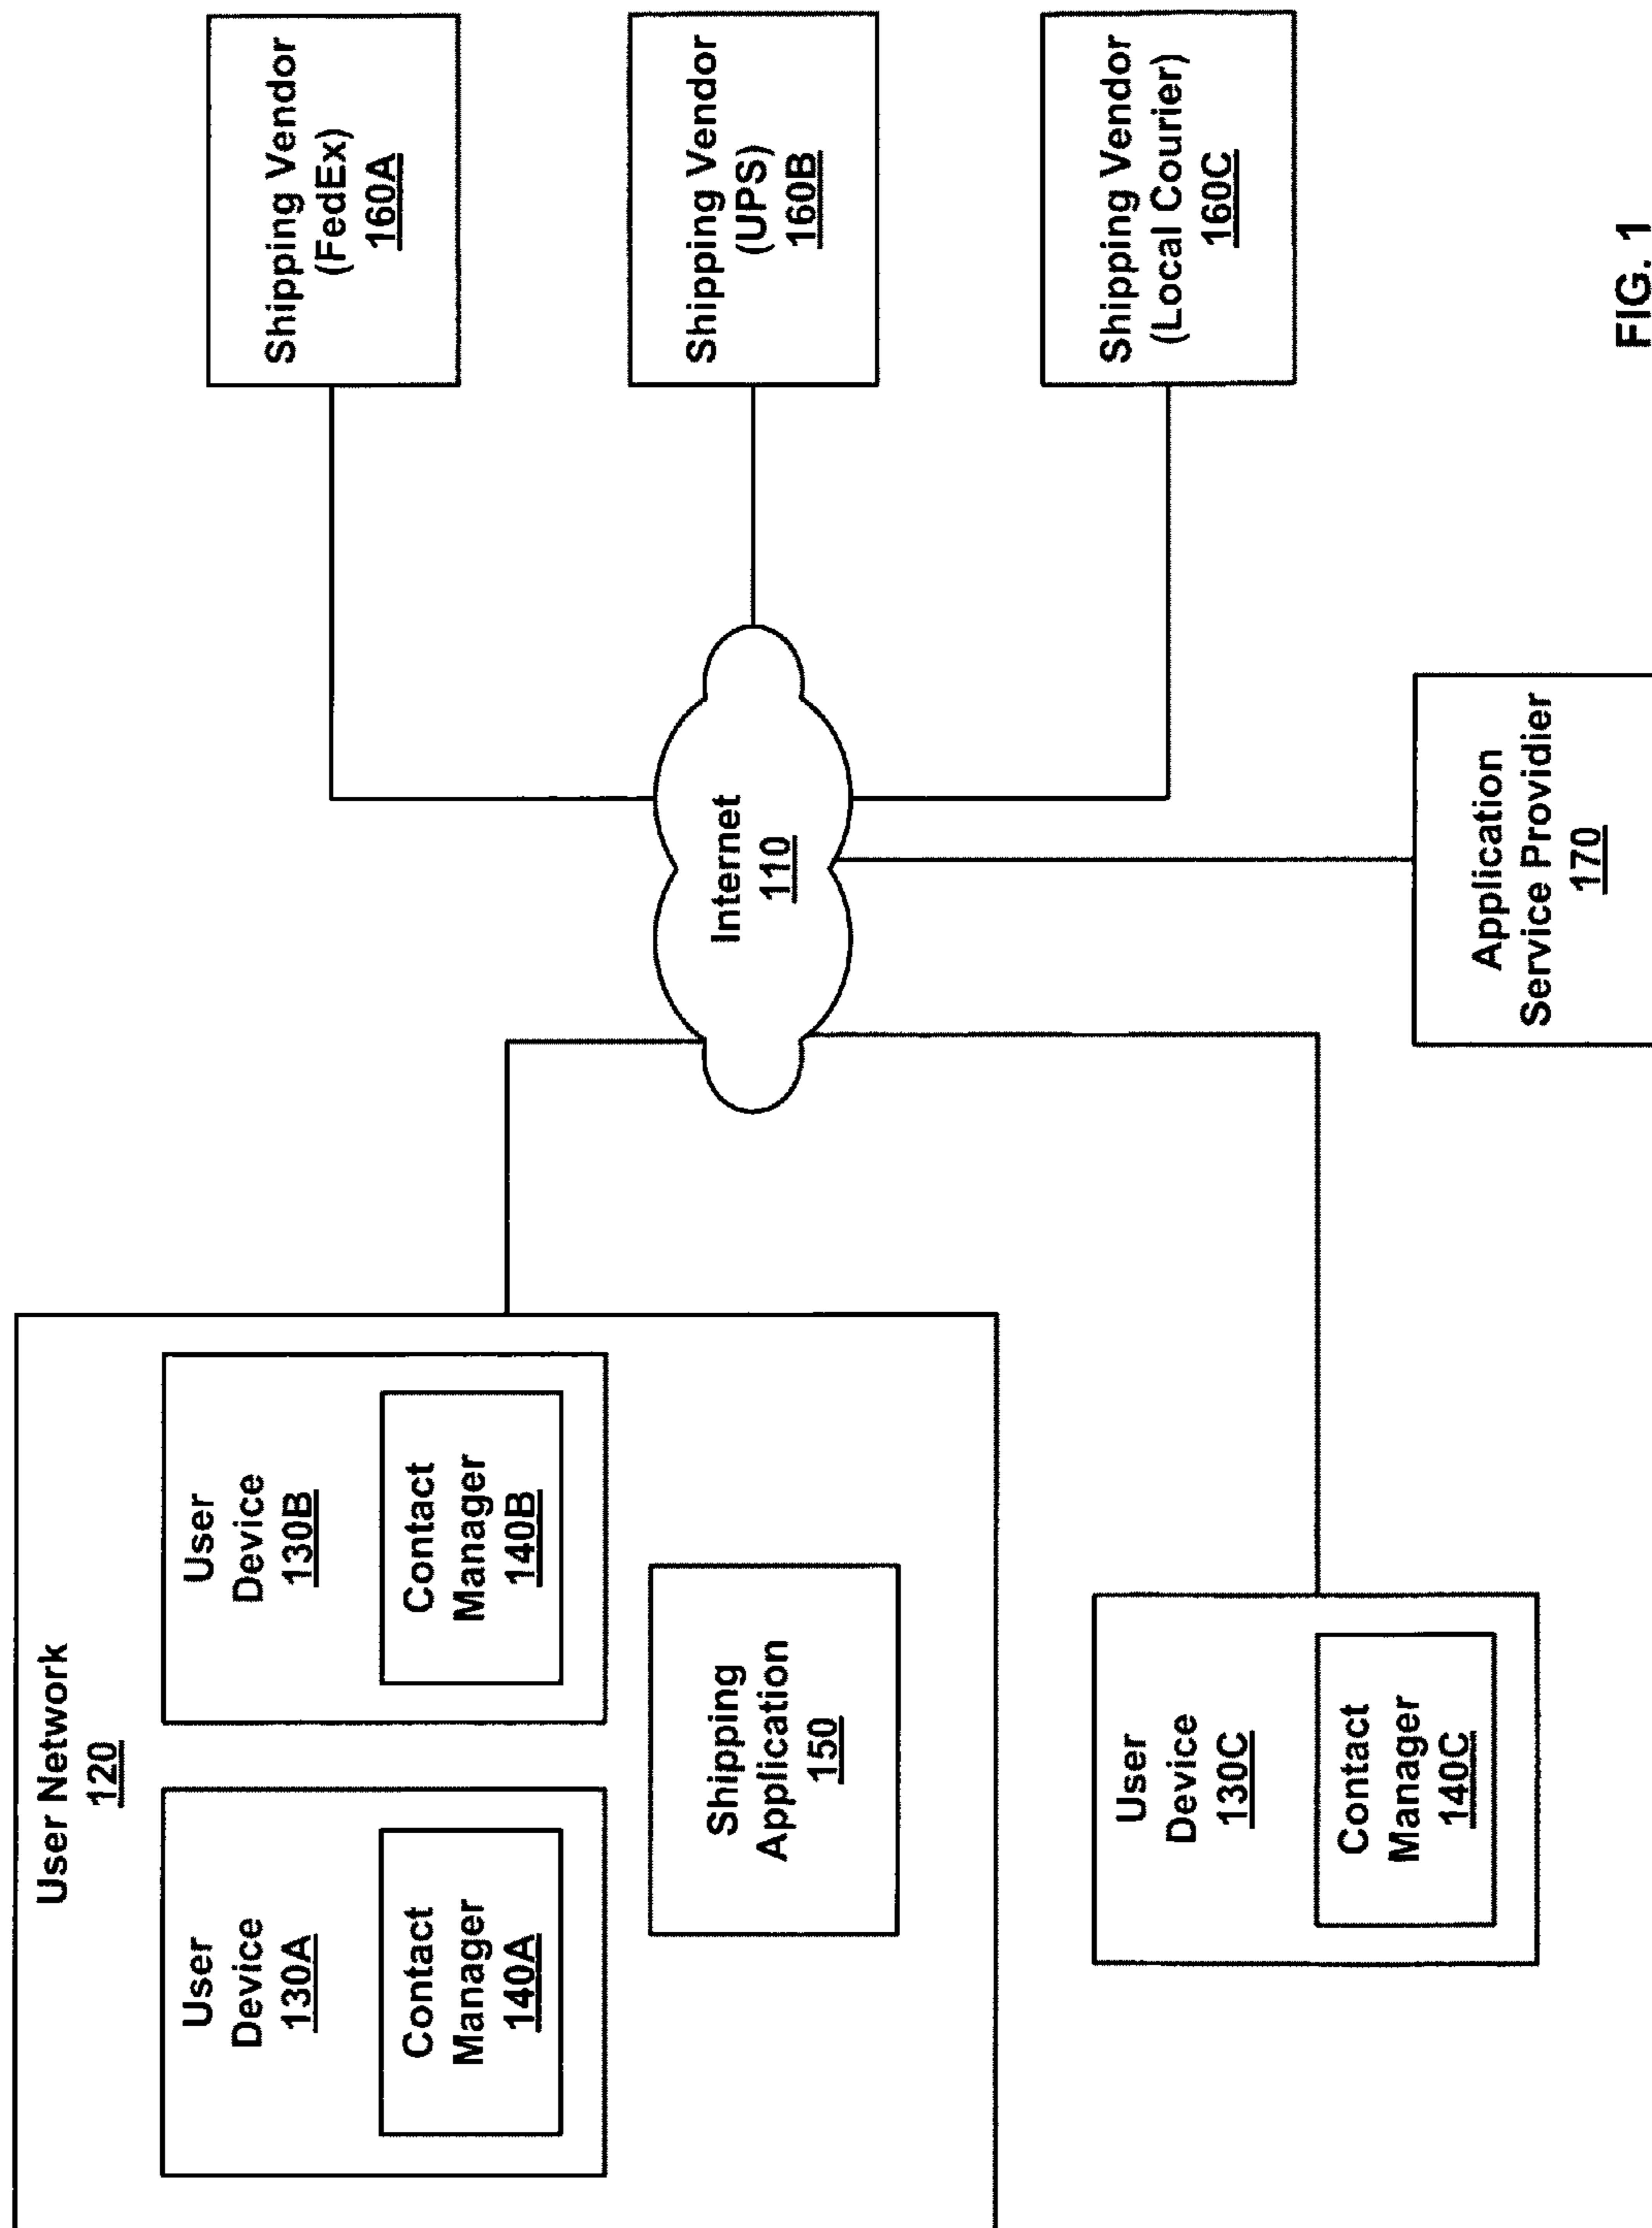 User Network
120
User
Device
130A
Contact
Manager
140A
User
Device
130B
Contact
Manager
140B
Shipping
Application
150
User
Device
130C
Contact
Manager
140C
Internet
110
Application
Service Providier
170
Shipping Vendor
(FedEx)
160A
Shipping Vendor
(UPS)
160B
Shipping Vendor
(Local Courier)
160C
FIG. 1